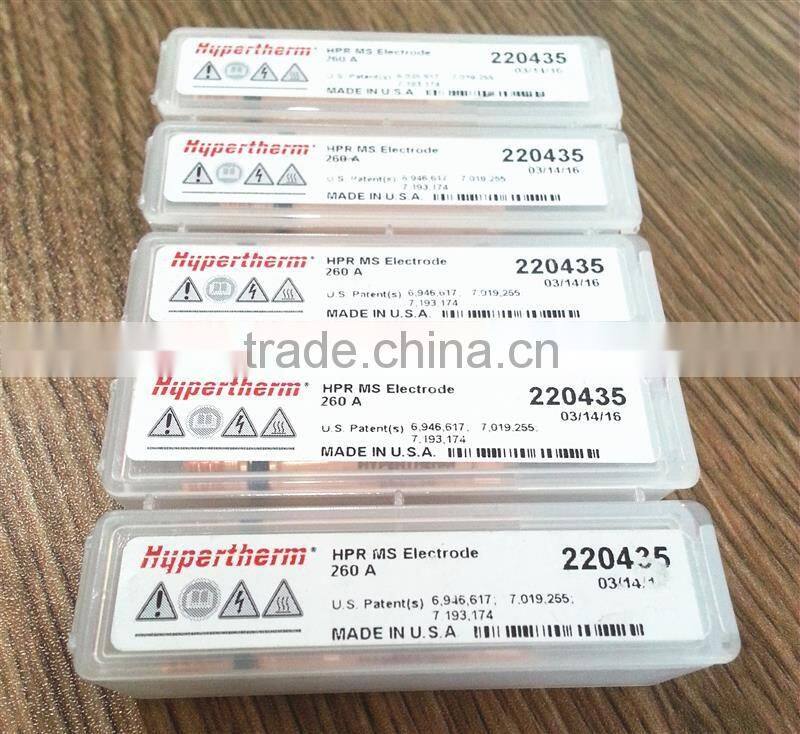 Hypertherm® HPR MS Electrode 220435
260 A 03/14/16
U.S. Patent(s) 6,946,617; 7,019,255
7,193,174
MADE IN U.S.A.
Hypertherm® HPR MS Electrode 220435
260 A 03/14/16
U.S. Patent(s) 6,946,617; 7,019,255
7,193,174
MADE IN U.S.A.
Hypertherm® HPR MS Electrode 220435
260 A 03/14/16
U.S. Patent(s) 6,946,617; 7,019,255
7,193,174
MADE IN U.S.A.
trade.china.cn
Hypertherm® HPR MS Electrode 220435
260 A 03/14/16
U.S. Patent(s) 6,946,617; 7,019,255;
7,193,174
MADE IN U.S.A.
Hypertherm® HPR MS Electrode 220435
260 A 03/14/1
U.S. Patent(s) 6,946,617; 7,019,255;
7,193,174
MADE IN U.S.A.